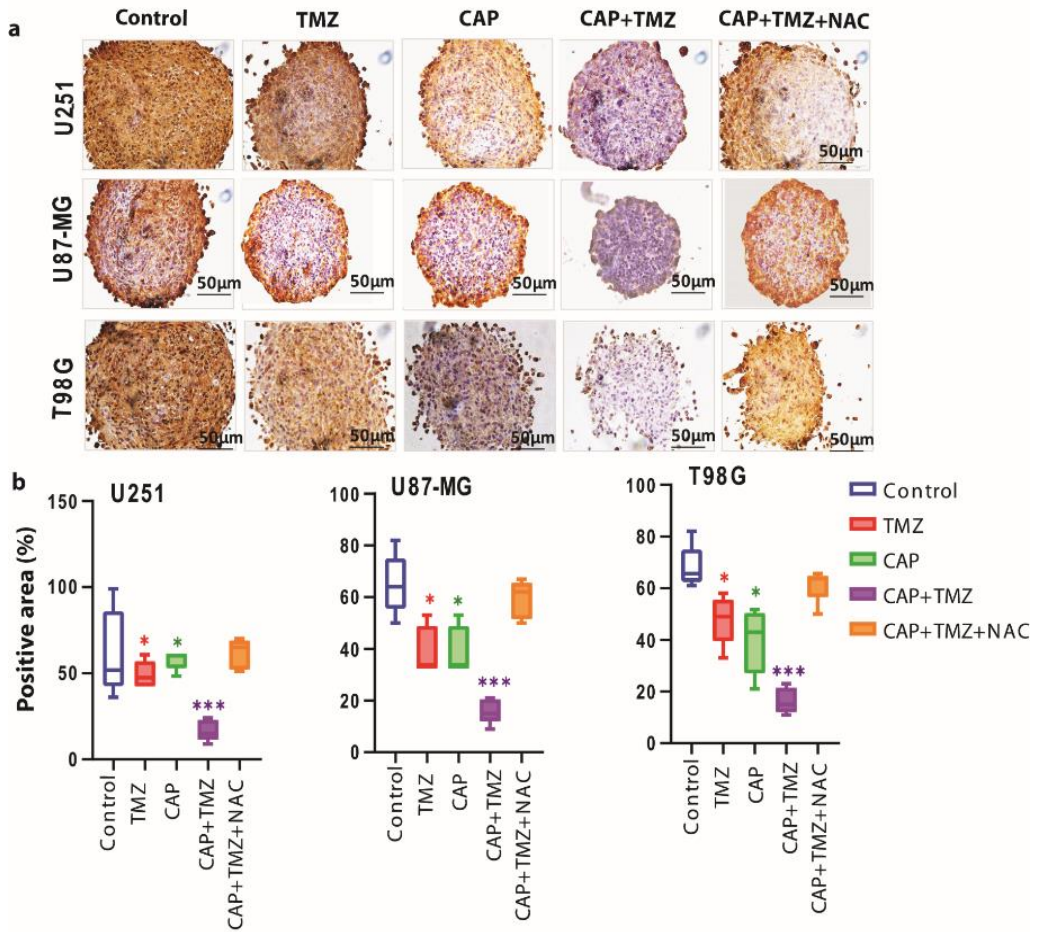 a
Control TMZ CAP CAP+TMZ CAP+TMZ+NAC
U251
50μm
U87-MG
50μm 50μm 50μm 50μm 50μm
T98G
50μm 50μm 50μm 50μm 50μm
b
U251
Positive area (%)
150
100
50
0
*
*
***
Control
TMZ
CAP
CAP+TMZ
CAP+TMZ+NAC
U87-MG
100
80
60
40
20
0
*
*
***
Control
TMZ
CAP
CAP+TMZ
CAP+TMZ+NAC
T98G
100
80
60
40
20
0
*
*
***
Control
TMZ
CAP
CAP+TMZ
CAP+TMZ+NAC
Control
TMZ
CAP
CAP+TMZ
CAP+TMZ+NAC